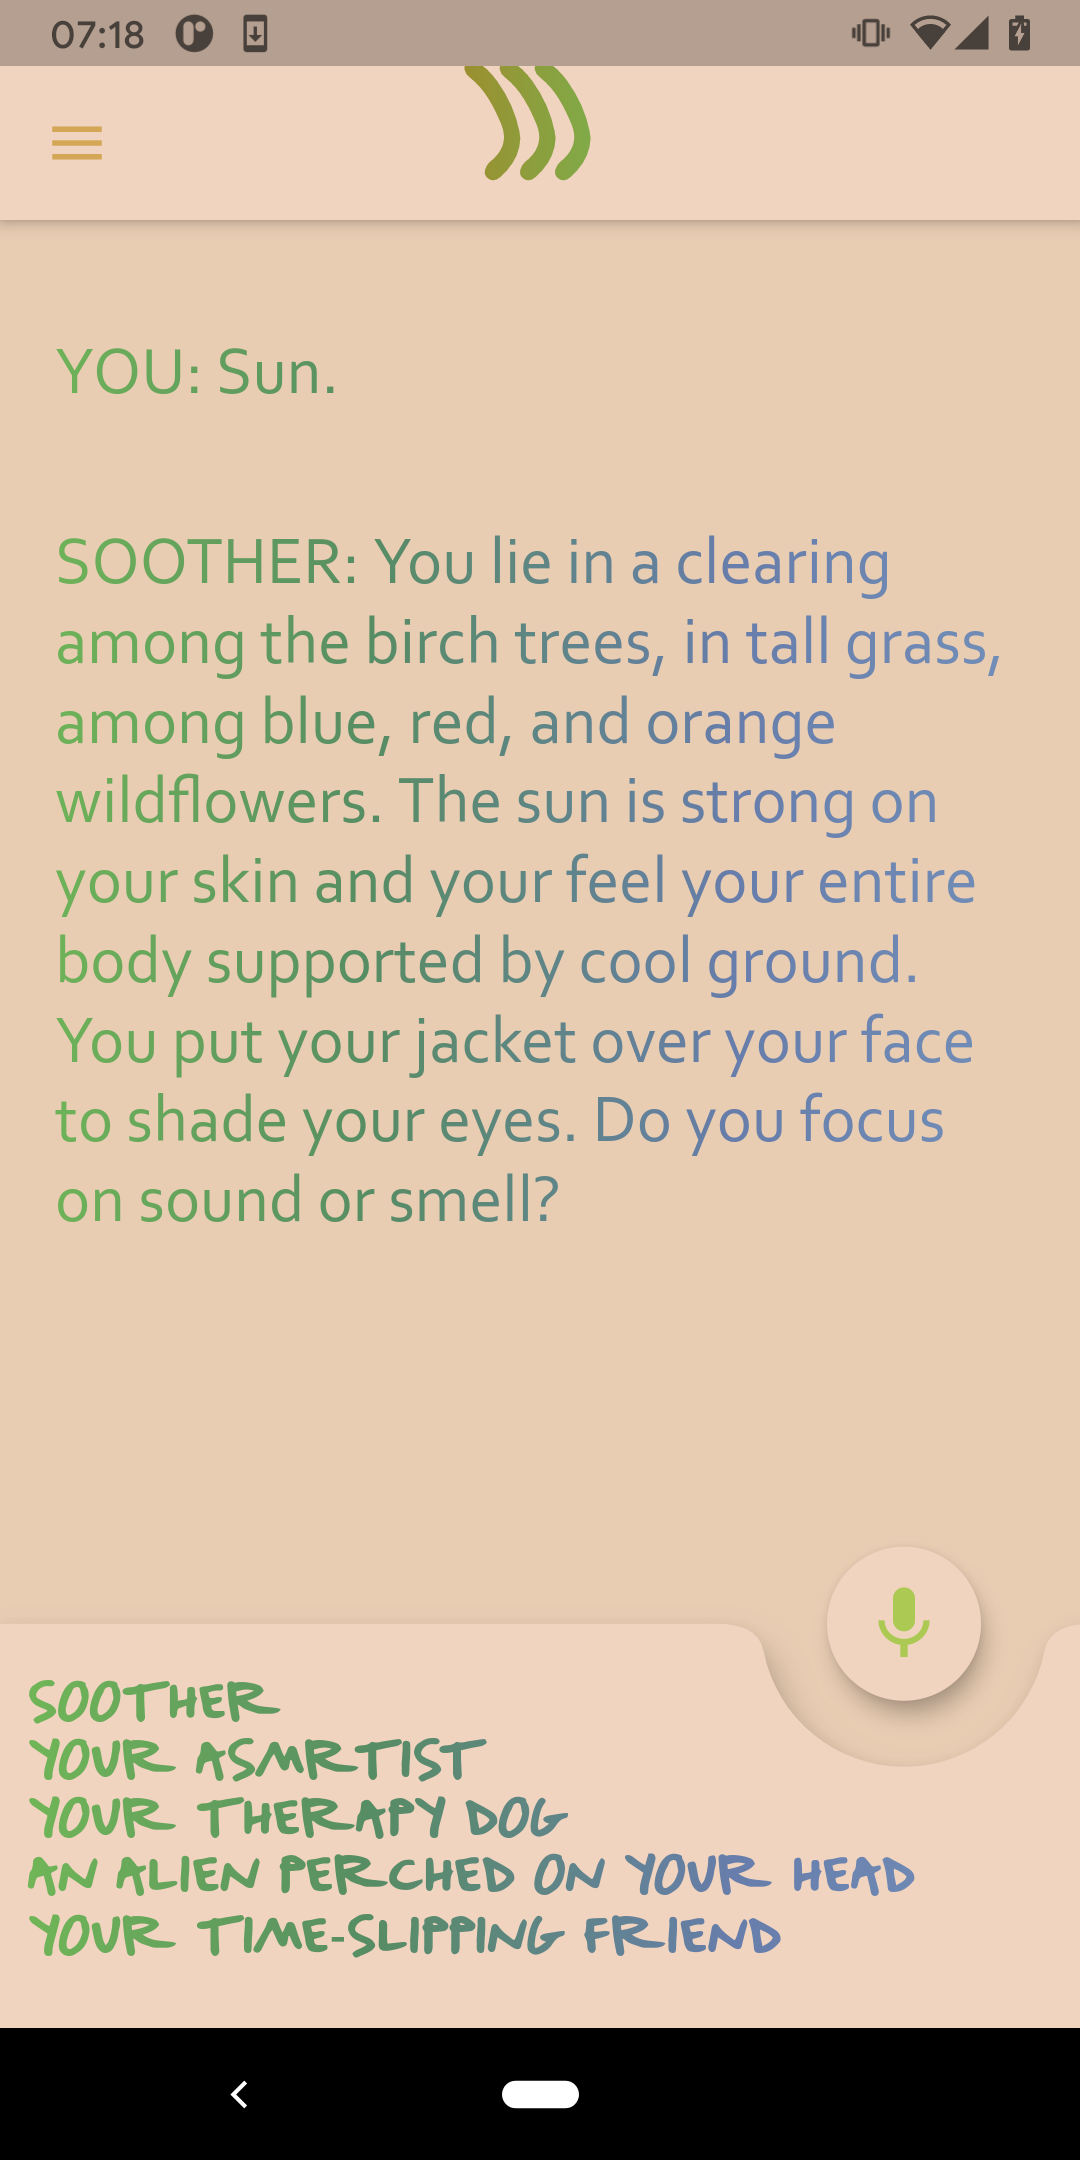 07:18
YOU: Sun.
SOOTHER: You lie in a clearing
among the birch trees, in tall grass,
among blue, red, and orange
wildflowers. The sun is strong on
your skin and your feel your entire
body supported by cool ground.
You put your jacket over your face
to shade your eyes. Do you focus
on sound or smell?
SOOTHER
YOUR ASMRTIST
YOUR THERAPY DOG
AN ALIEN PERCHED ON YOUR HEAD
YOUR TIME-SLIPPING FRIEND